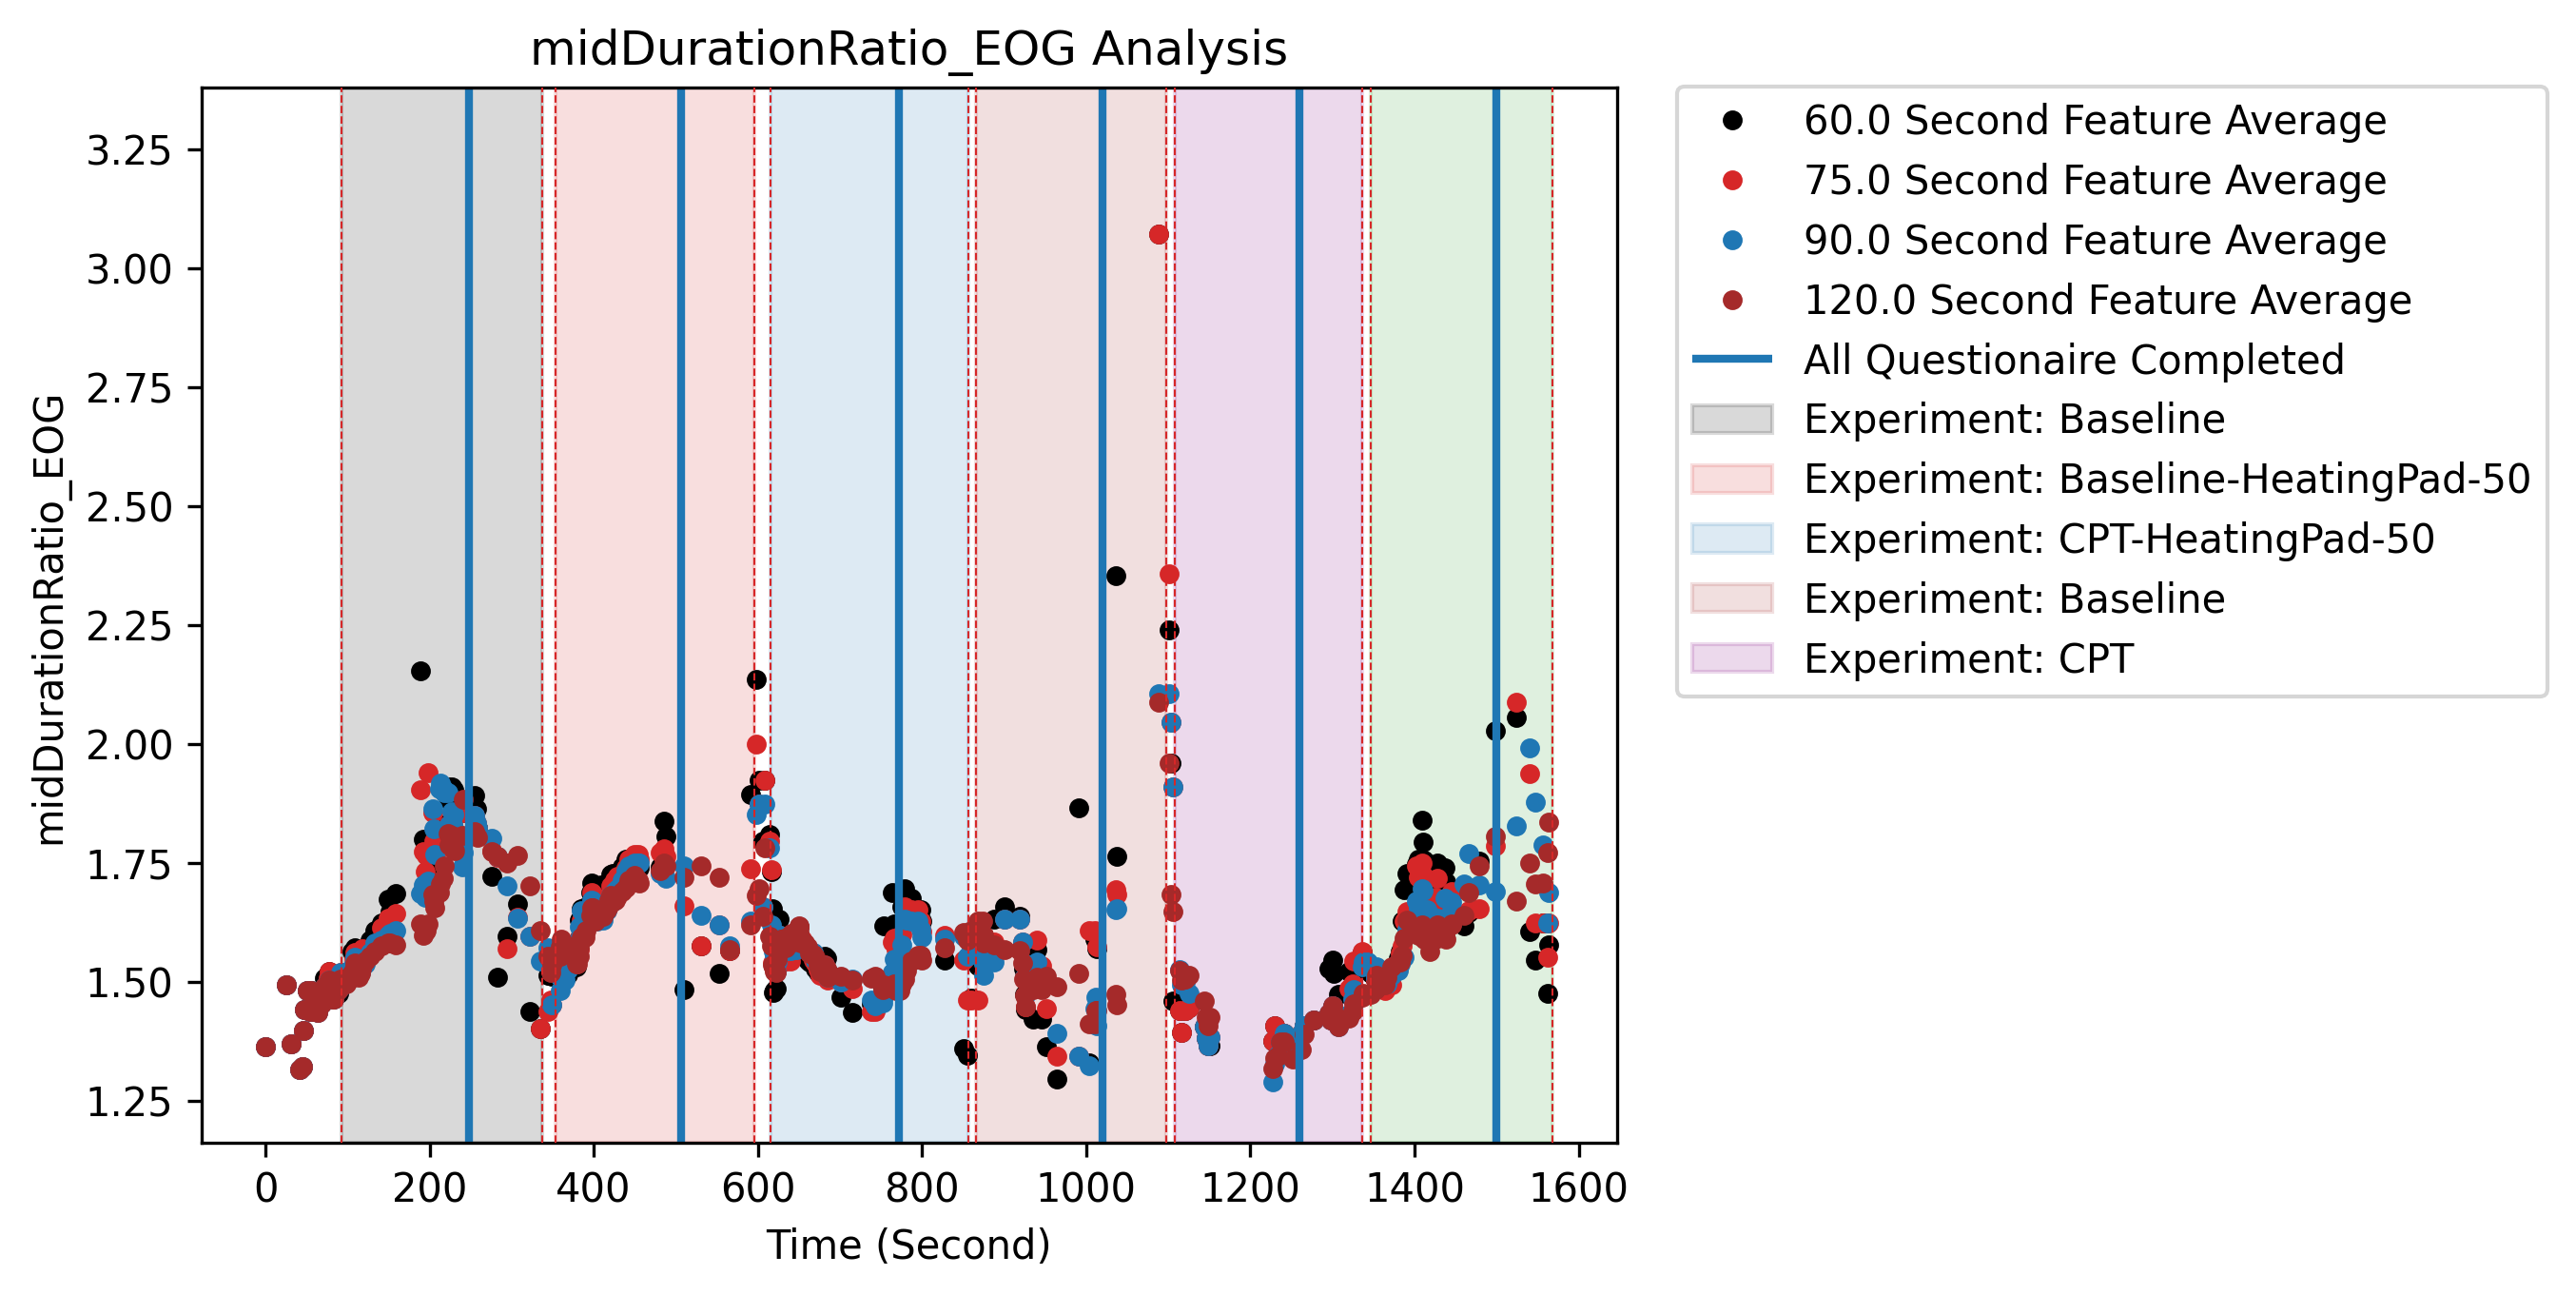 midDurationRatio_EOG Analysis
midDurationRatio_EOG
3.25
3.00
2.75
2.50
2.25
2.00
1.75
1.50
1.25
0 200 400 600 800 1000 1200 1400 1600
Time (Second)
60.0 Second Feature Average
75.0 Second Feature Average
90.0 Second Feature Average
120.0 Second Feature Average
All Questionaire Completed
Experiment: Baseline
Experiment: Baseline-HeatingPad-50
Experiment: CPT-HeatingPad-50
Experiment: Baseline
Experiment: CPT